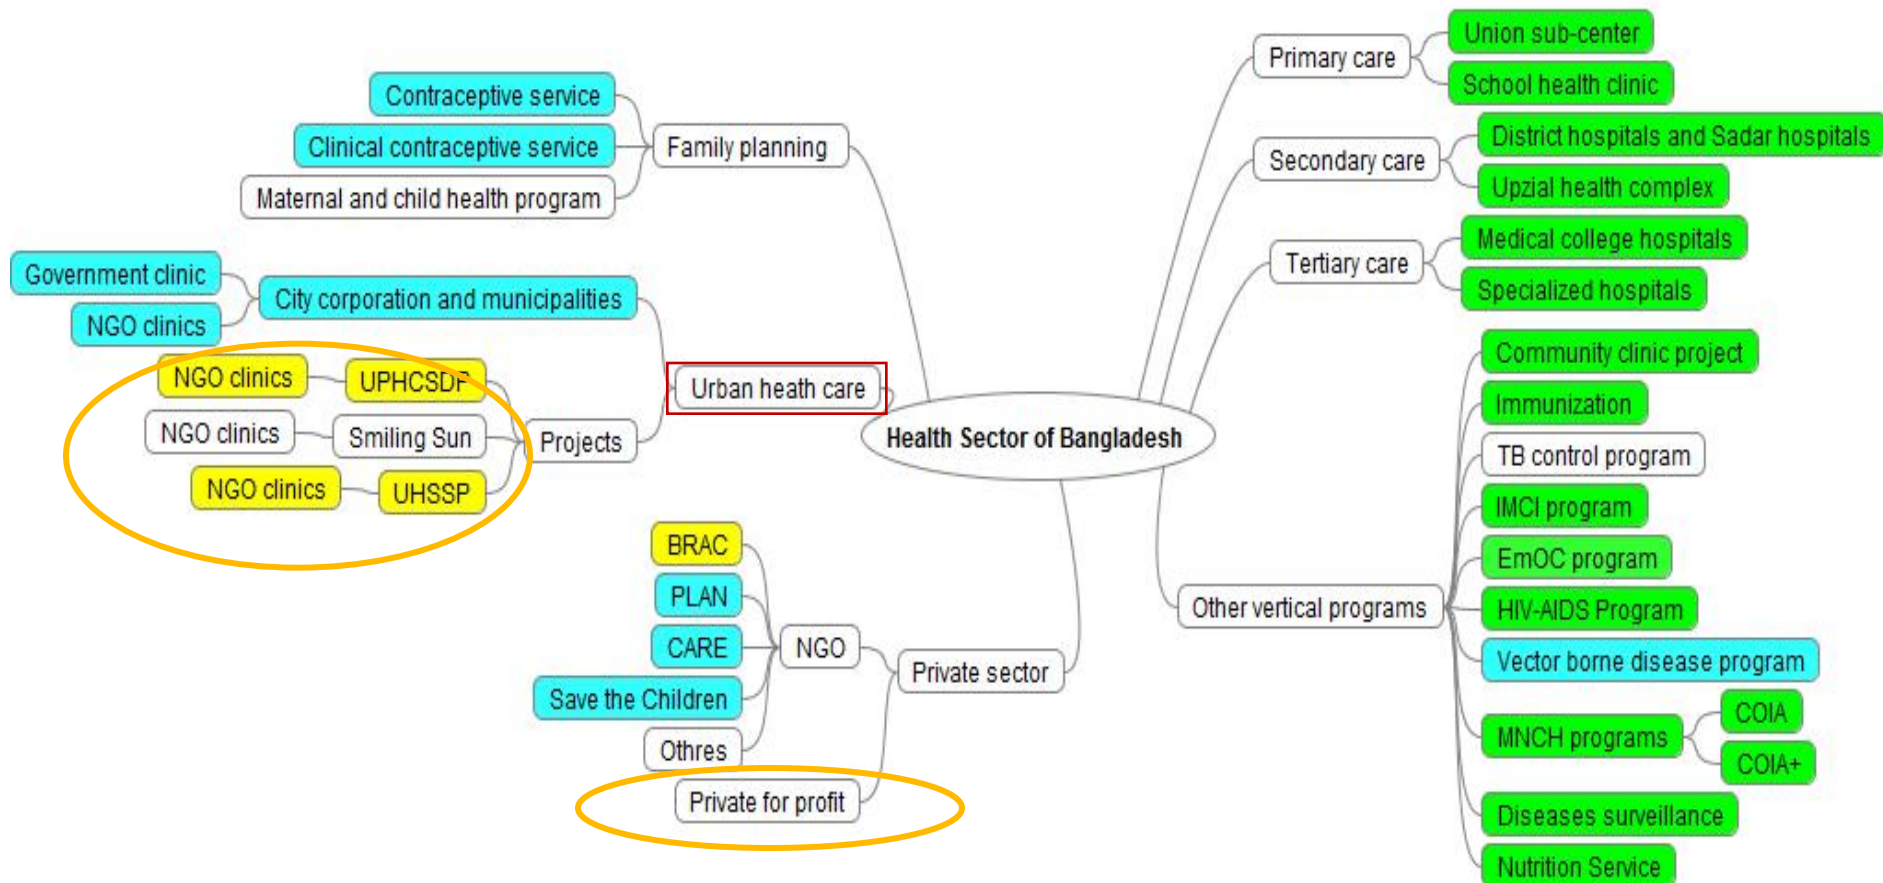 Health Sector of Bangladesh
Family planning
Contraceptive service
Clinical contraceptive service
Maternal and child health program
Urban heath care
City corporation and municipalities
Government clinic
NGO clinics
Projects
UPHCSDP
NGO clinics
Smiling Sun
NGO clinics
UHSSP
NGO clinics
Private sector
NGO
BRAC
PLAN
CARE
Save the Children
Othres
Private for profit
Primary care
Union sub-center
School health clinic
Secondary care
District hospitals and Sadar hospitals
Upzial health complex
Tertiary care
Medical college hospitals
Specialized hospitals
Other vertical programs
Community clinic project
Immunization
TB control program
IMCI program
EmOC program
HIV-AIDS Program
Vector borne disease program
MNCH programs
COIA
COIA+
Diseases surveillance
Nutrition Service